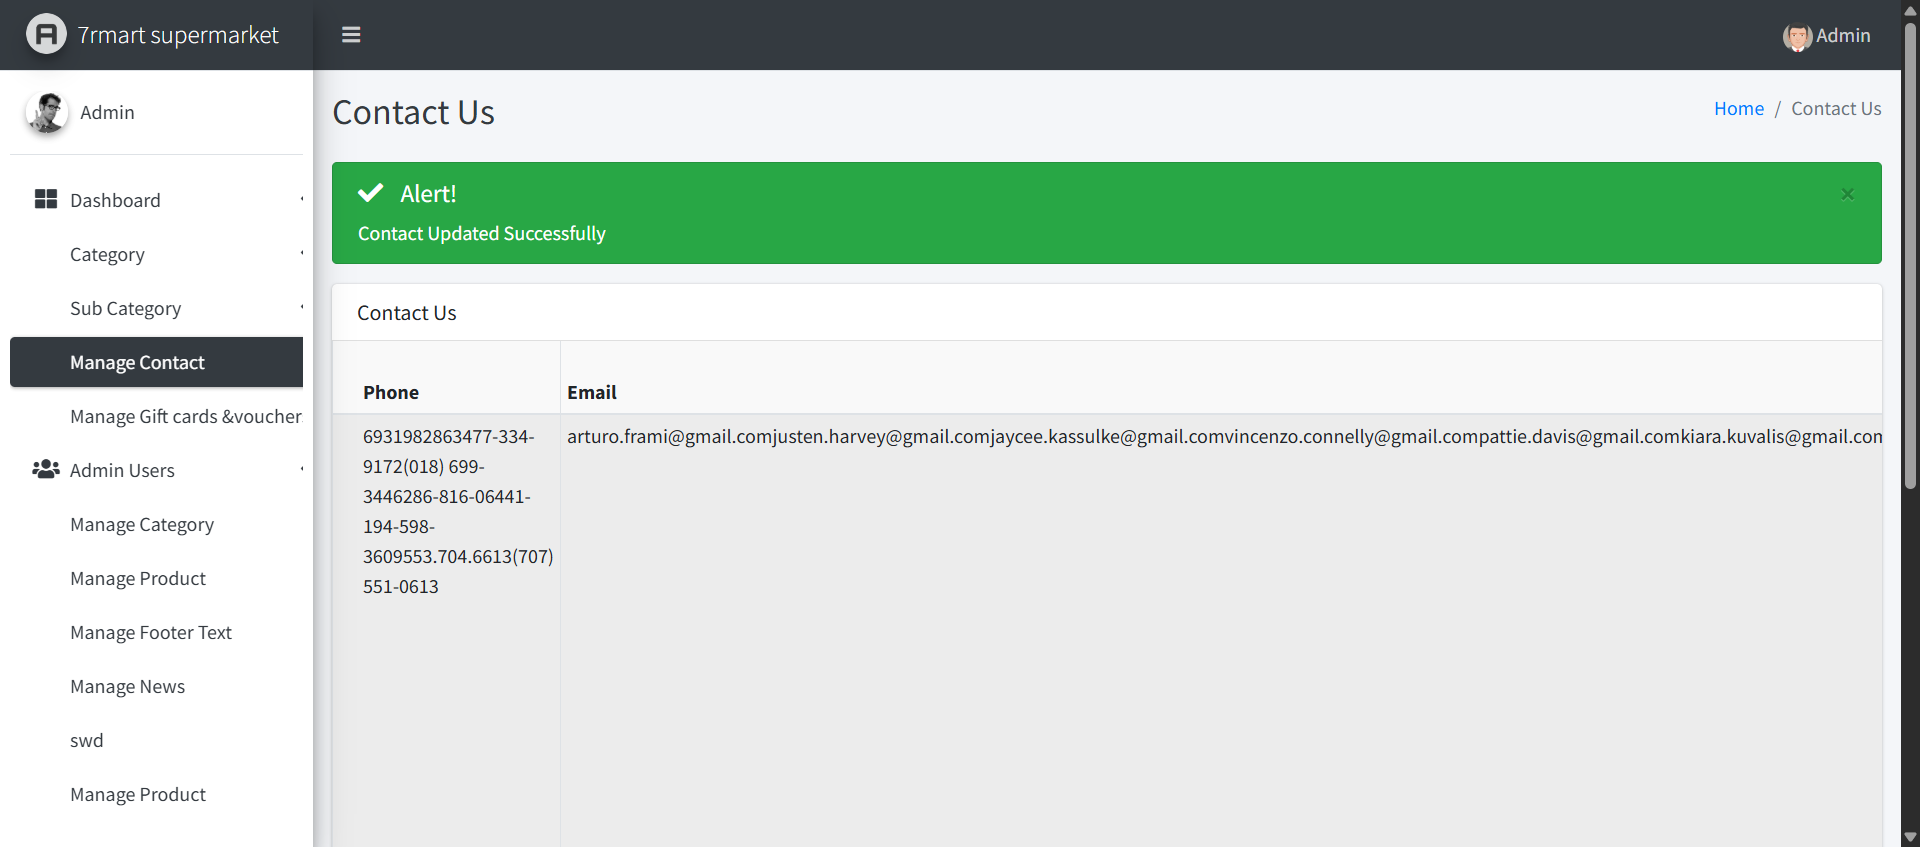 7rmart supermarket
Admin
Admin
Contact Us
Home / Contact Us
Alert!
×
Contact Updated Successfully
Dashboard
Category
Sub Category
Manage Contact
Manage Gift cards &voucher
Admin Users
Manage Category
Manage Product
Manage Footer Text
Manage News
swd
Manage Product
Contact Us
Phone
Email
6931982863477-334-
9172(018) 699-
3446286-816-06441-
194-598-
3609553.704.6613(707)
551-0613
arturo.frami@gmail.comjusten.harvey@gmail.comjaycee.kassulke@gmail.comvincenzo.connelly@gmail.compattie.davis@gmail.comkiara.kuvalis@gmail.com